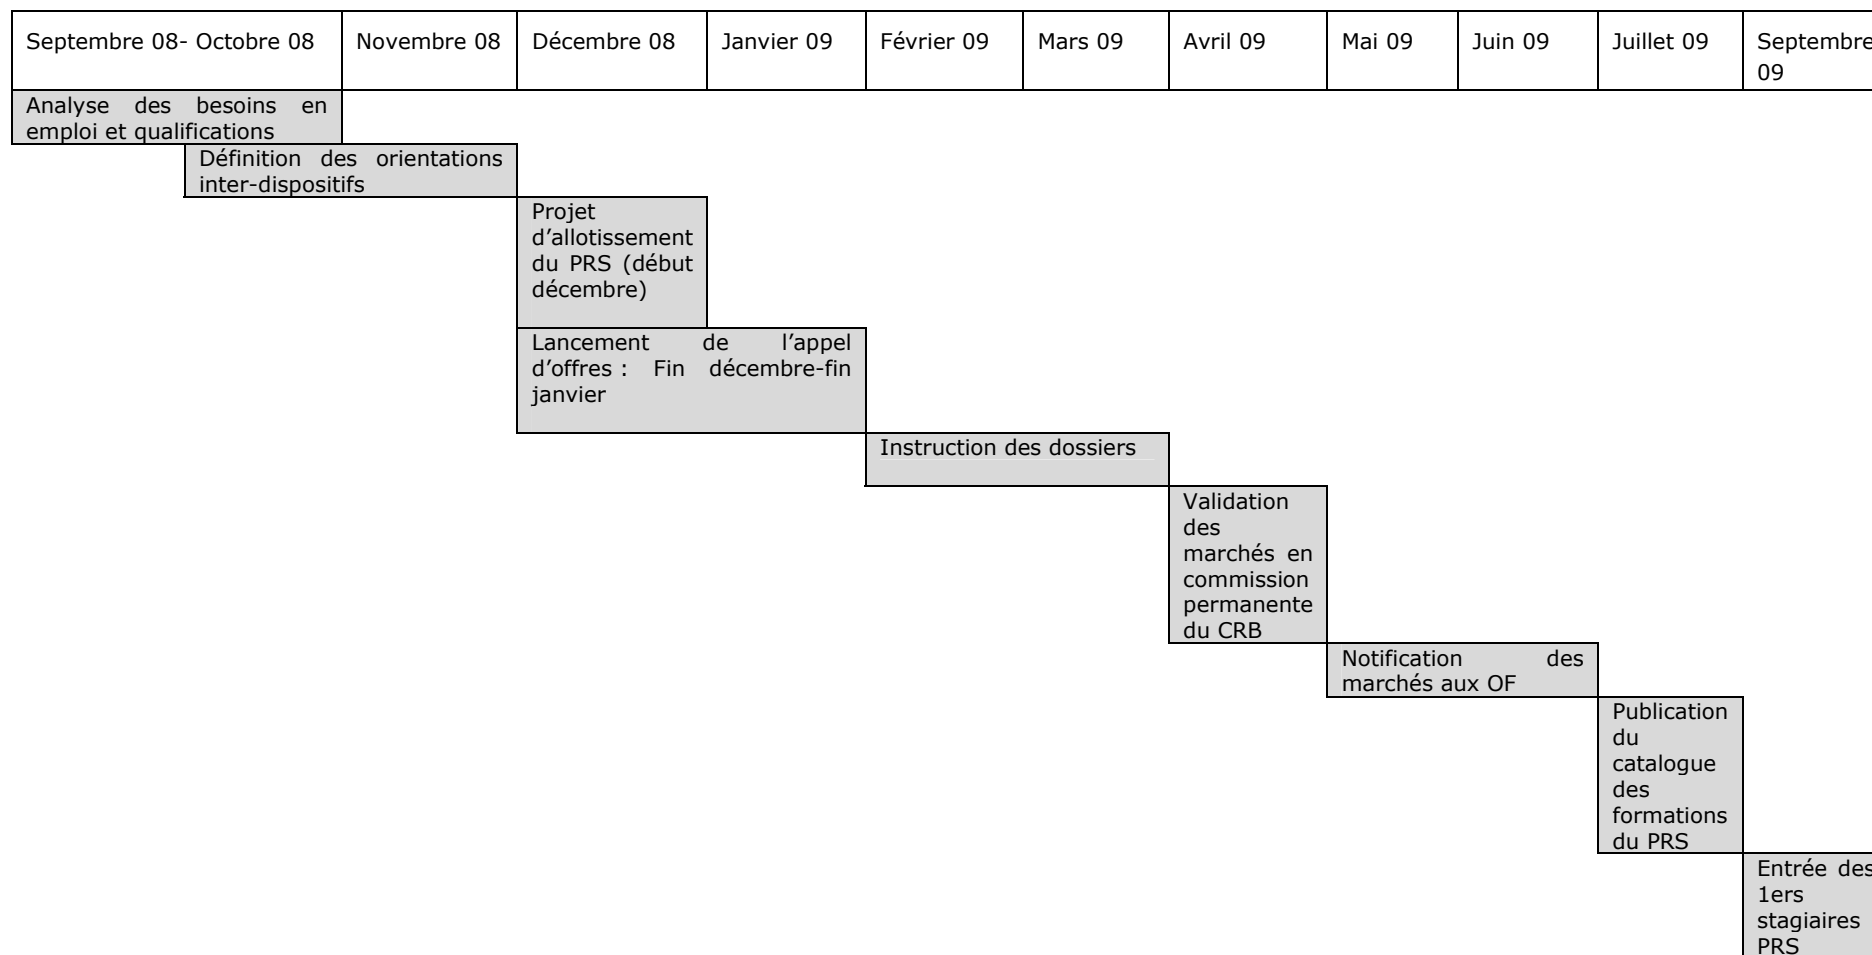 Septembre 08- Octobre 08
Novembre 08
Décembre 08
Janvier 09
Février 09
Mars 09
Avril 09
Mai 09
Juin 09
Juillet 09
Septembre
09
Analyse des besoins en
emploi et qualifications
Définition des orientations
inter-dispositifs
Projet
d’allotissement
du PRS (début
décembre)
Lancement de l’appel
d’offres : Fin décembre-fin
janvier
Instruction des dossiers
Validation
des
marchés en
commission
permanente
du CRB
Notification des
marchés aux OF
Publication
du
catalogue
des
formations
du PRS
Entrée des
1ers
stagiaires
PRS